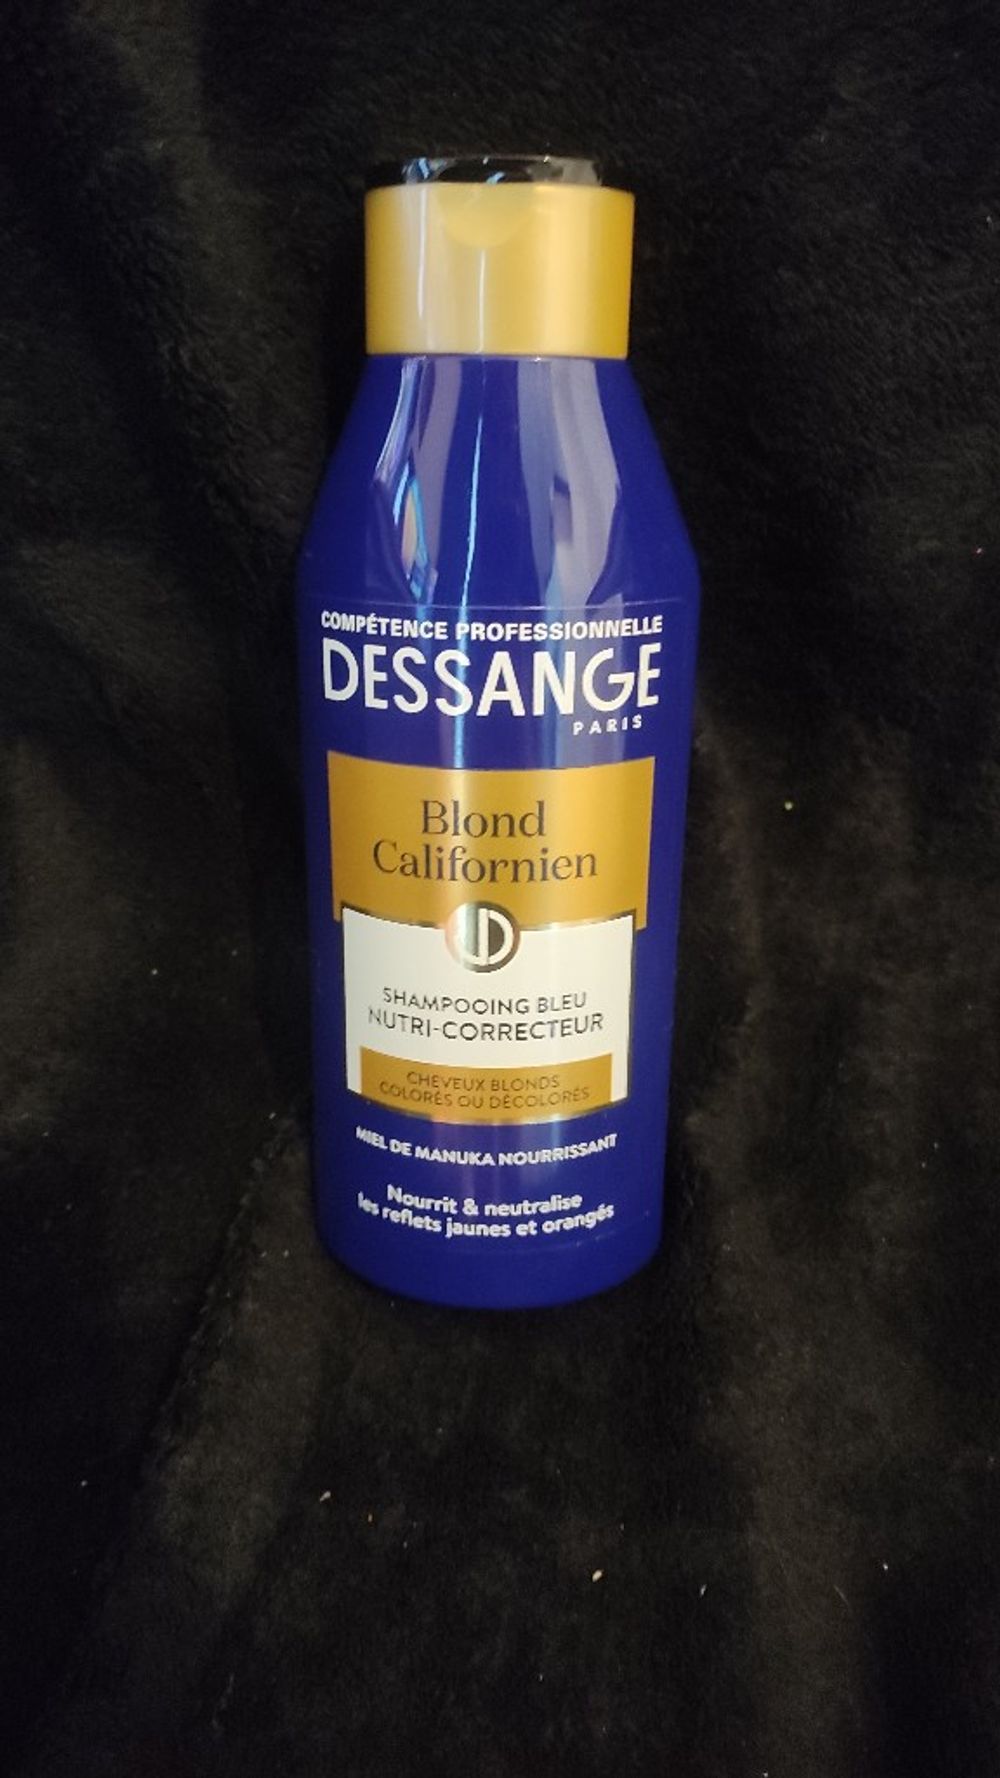 COMPÉTENCE PROFESSIONNELLE
DESSANGE
PARIS
Blond
Californien
SHAMPOOING BLEU
NUTRI-CORRECTEUR
CHEVEUX BLONDS
COLORÉS OU DÉCOLORÉS
MIEL DE MANUKA NOURRISSANT
Nourrit & neutralise
les reflets jaunes et orangés